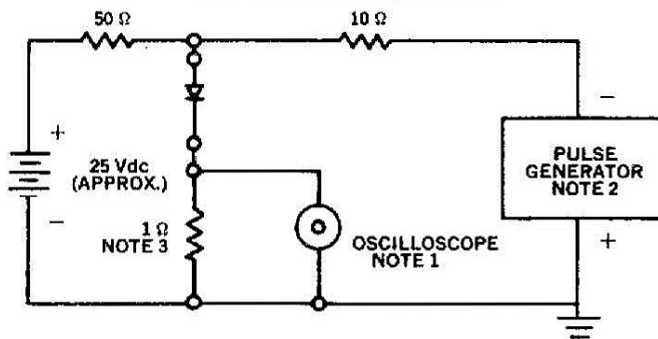 50 Ω
10 Ω
+
25 Vdc
(APPROX.)
−
1 Ω
NOTE 3
OSCILLOSCOPE
NOTE 1
−
PULSE
GENERATOR
NOTE 2
+